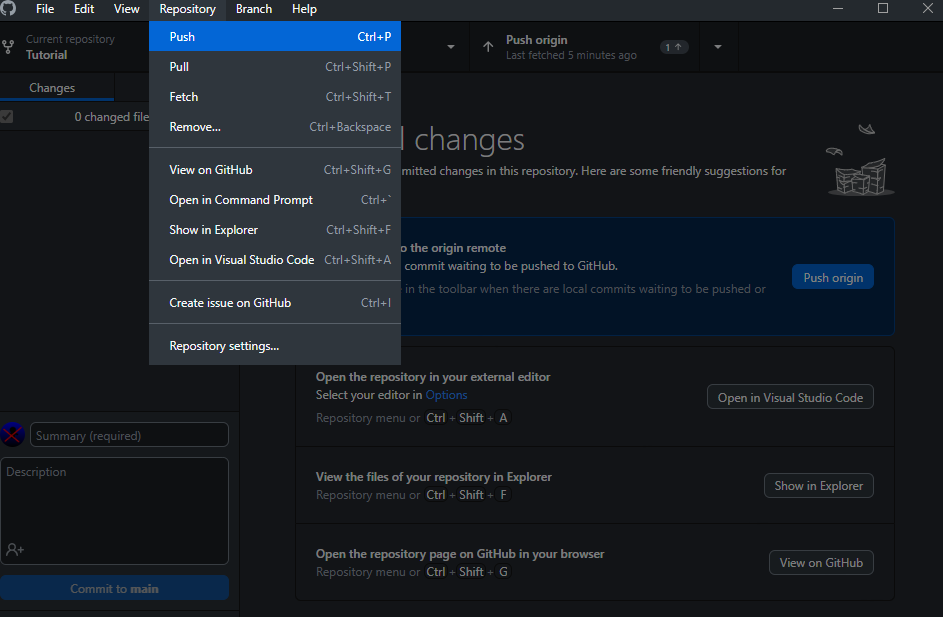 File Edit View Repository Branch Help
Current repository
Tutorial
Push Ctrl+P
Pull Ctrl+Shift+P
Fetch Ctrl+Shift+T
Remove... Ctrl+Backspace
View on GitHub Ctrl+Shift+G
Open in Command Prompt Ctrl+`
Show in Explorer Ctrl+Shift+F
Open in Visual Studio Code Ctrl+Shift+A
Create issue on GitHub Ctrl+I
Repository settings...
Push origin
Last fetched 5 minutes ago
1
Changes
0 changed file
changes
mitted changes in this repository. Here are some friendly suggestions for
o the origin remote
commit waiting to be pushed to GitHub.
in the toolbar when there are local commits waiting to be pushed or
Push origin
Open the repository in your external editor
Select your editor in Options
Repository menu or Ctrl + Shift + A
Open in Visual Studio Code
View the files of your repository in Explorer
Repository menu or Ctrl + Shift + F
Show in Explorer
Open the repository page on GitHub in your browser
Repository menu or Ctrl + Shift + G
View on GitHub
Summary (required)
Description
Commit to main